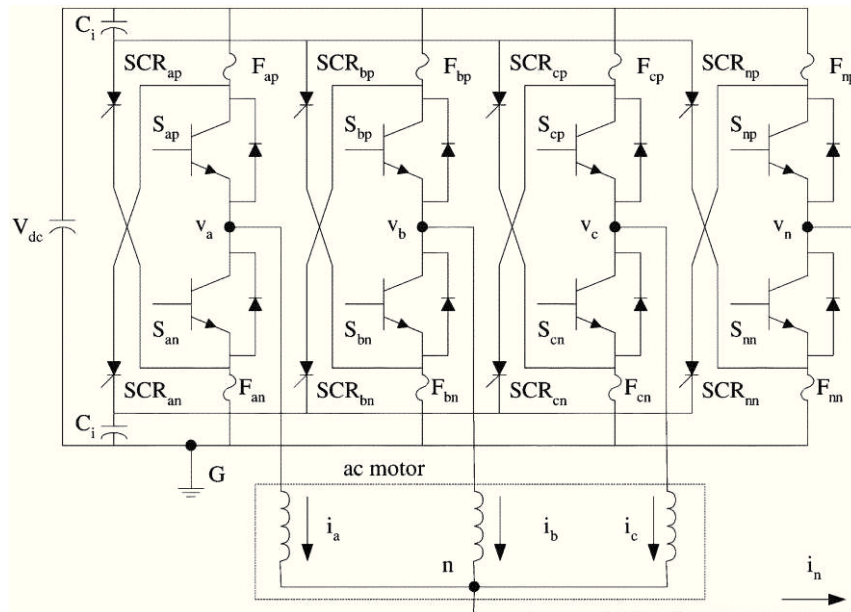 C_i
SCR_ap F_ap SCR_bp F_bp SCR_cp F_cp SCR_np F_np
S_ap S_bp S_cp S_np
V_dc v_a v_b v_c v_n
S_an S_bn S_cn S_nn
SCR_an F_an SCR_bn F_bn SCR_cn F_cn SCR_nn F_nn
C_i
G ac motor
i_a i_b i_c
n i_n